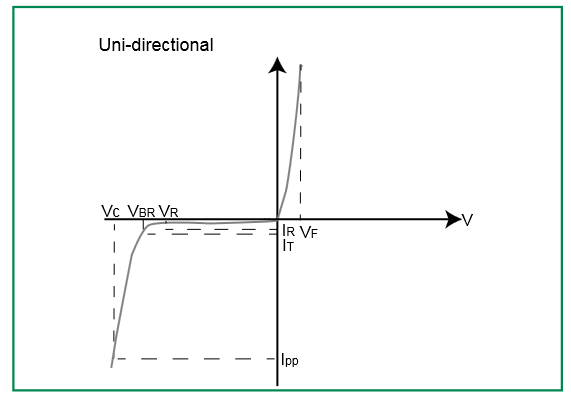 Uni-directional
Vc VBR VR
V
IR VF
IT
Ipp